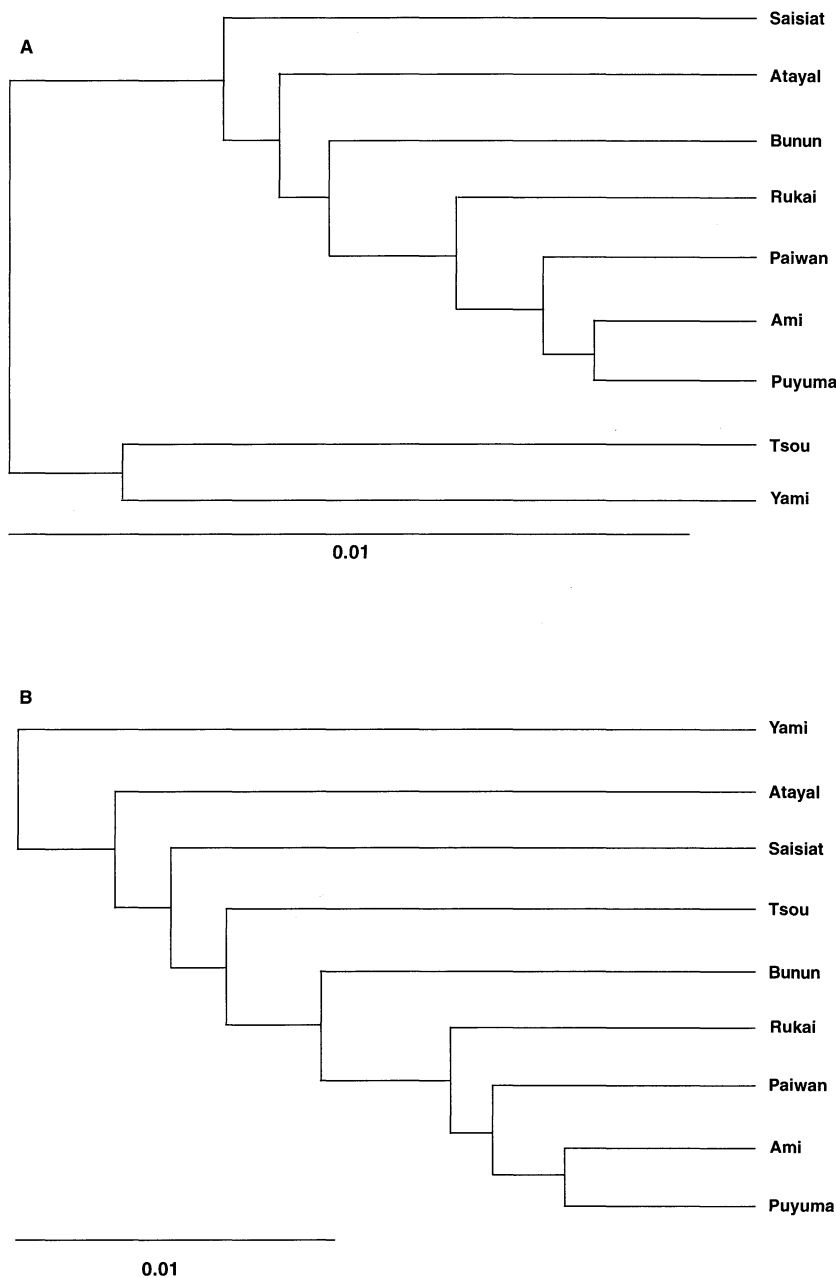 A
Saisiat
Atayal
Bunun
Rukai
Paiwan
Ami
Puyuma
Tsou
Yami
0.01
B
Yami
Atayal
Saisiat
Tsou
Bunun
Rukai
Paiwan
Ami
Puyuma
0.01